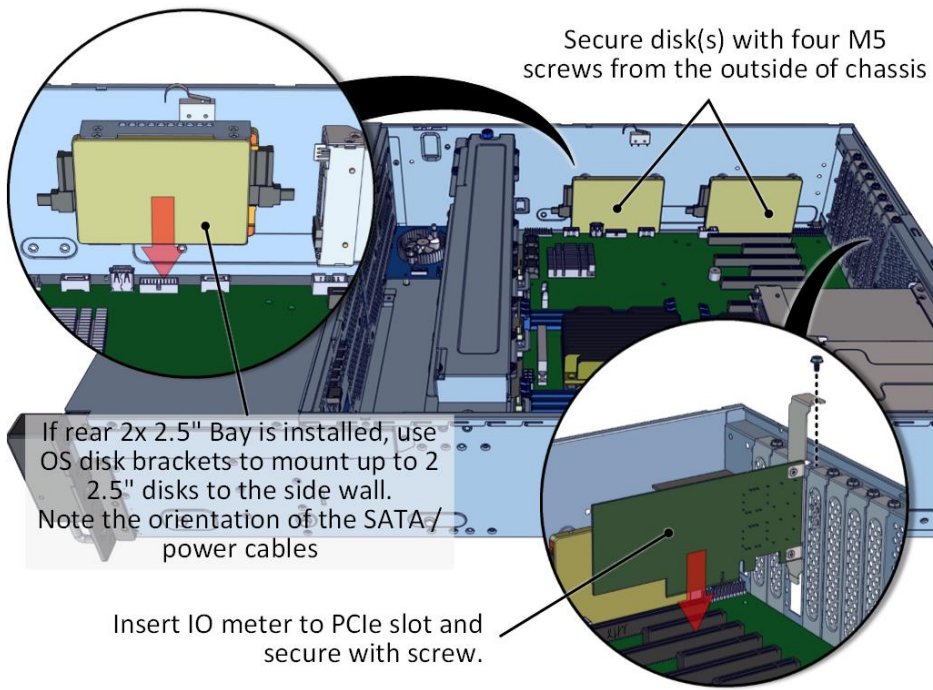 Secure disk(s) with four M5
screws from the outside of chassis
If rear 2x 2.5" Bay is installed, use
OS disk brackets to mount up to 2
2.5" disks to the side wall.
Note the orientation of the SATA /
power cables
Insert IO meter to PCIe slot and
secure with screw.